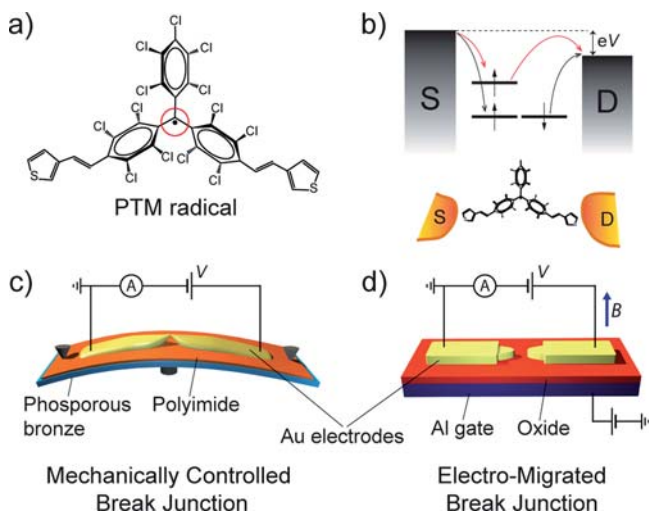 a)
Cl
Cl Cl
Cl Cl
Cl Cl Cl Cl
Cl Cl Cl Cl
S S
PTM radical
b)
eV
S D
S D
c)
A V
Phosporous
bronze
Polyimide
Au electrodes
Mechanically Controlled
Break Junction
d)
A V
B
Al gate
Oxide
Electro-Migrated
Break Junction